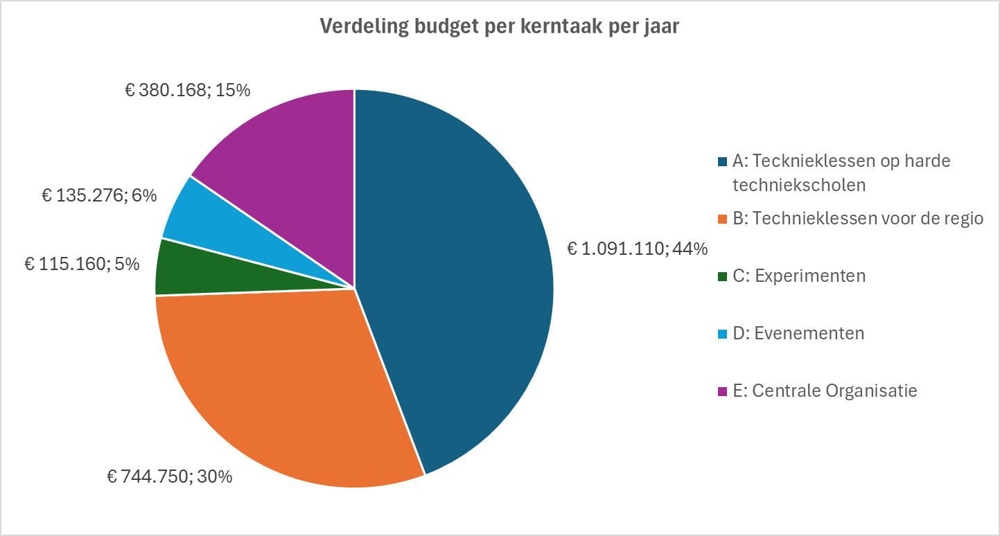 Verdeling budget per kerntaak per jaar
€ 380.168; 15%
€ 135.276; 6%
€ 115.160; 5%
€ 744.750; 30%
€ 1.091.110; 44%
A: Tecknieklessen op harde
techniekscholen
B: Technieklessen voor de regio
C: Experimenten
D: Evenementen
E: Centrale Organisatie